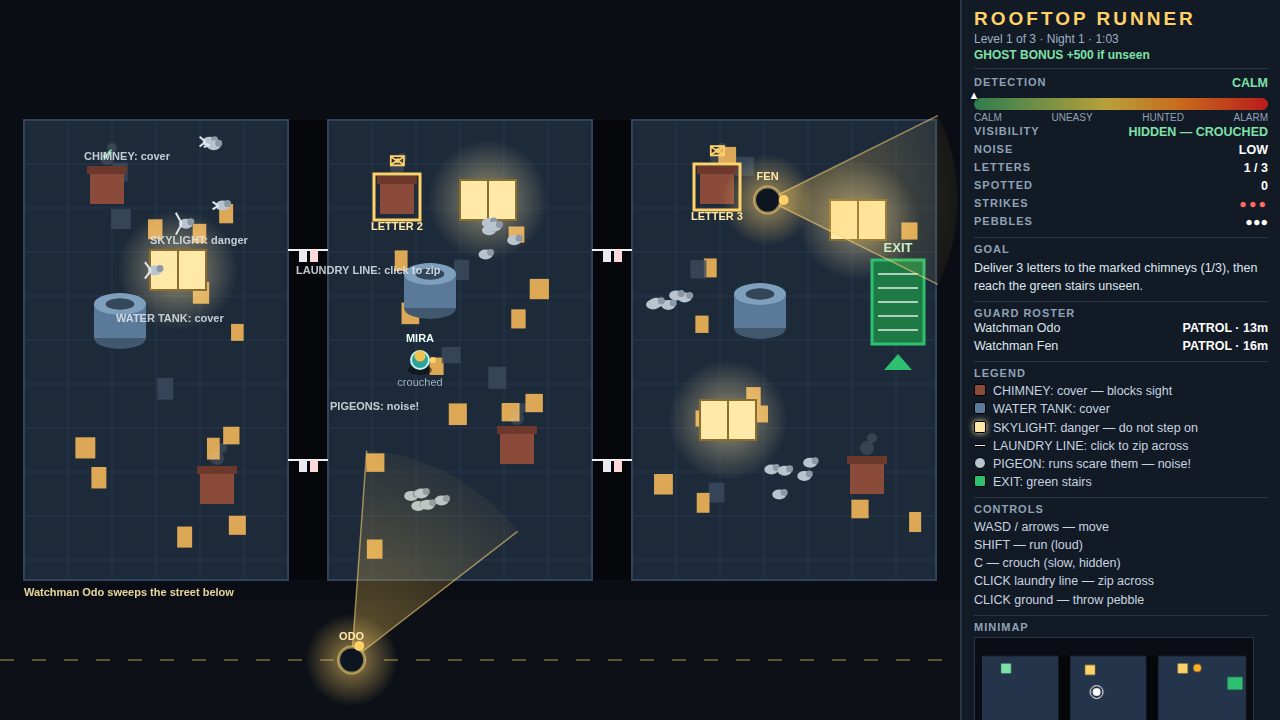 CHIMNEY: cover
SKYLIGHT: danger
WATER TANK: cover
LETTER 2
LAUNDRY LINE: click to zip
MIRA
crouched
PIGEONS: noise!
LETTER 3
FEN
EXIT
Watchman Odo sweeps the street below
ODO
ROOFTOP RUNNER
Level 1 of 3 · Night 1 · 1:03
GHOST BONUS +500 if unseen
DETECTION CALM
CALM UNEASY HUNTED ALARM
VISIBILITY HIDDEN — CROUCHED
NOISE LOW
LETTERS 1 / 3
SPOTTED 0
STRIKES ●●●
PEBBLES ●●●
GOAL
Deliver 3 letters to the marked chimneys (1/3), then
reach the green stairs unseen.
GUARD ROSTER
Watchman Odo PATROL · 13m
Watchman Fen PATROL · 16m
LEGEND
CHIMNEY: cover — blocks sight
WATER TANK: cover
SKYLIGHT: danger — do not step on
LAUNDRY LINE: click to zip across
PIGEON: runs scare them — noise!
EXIT: green stairs
CONTROLS
WASD / arrows — move
SHIFT — run (loud)
C — crouch (slow, hidden)
CLICK laundry line — zip across
CLICK ground — throw pebble
MINIMAP